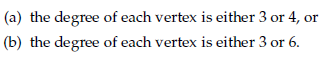 (a) the degree of each vertex is either 3 or 4, or
(b) the degree of each vertex is either 3 or 6.